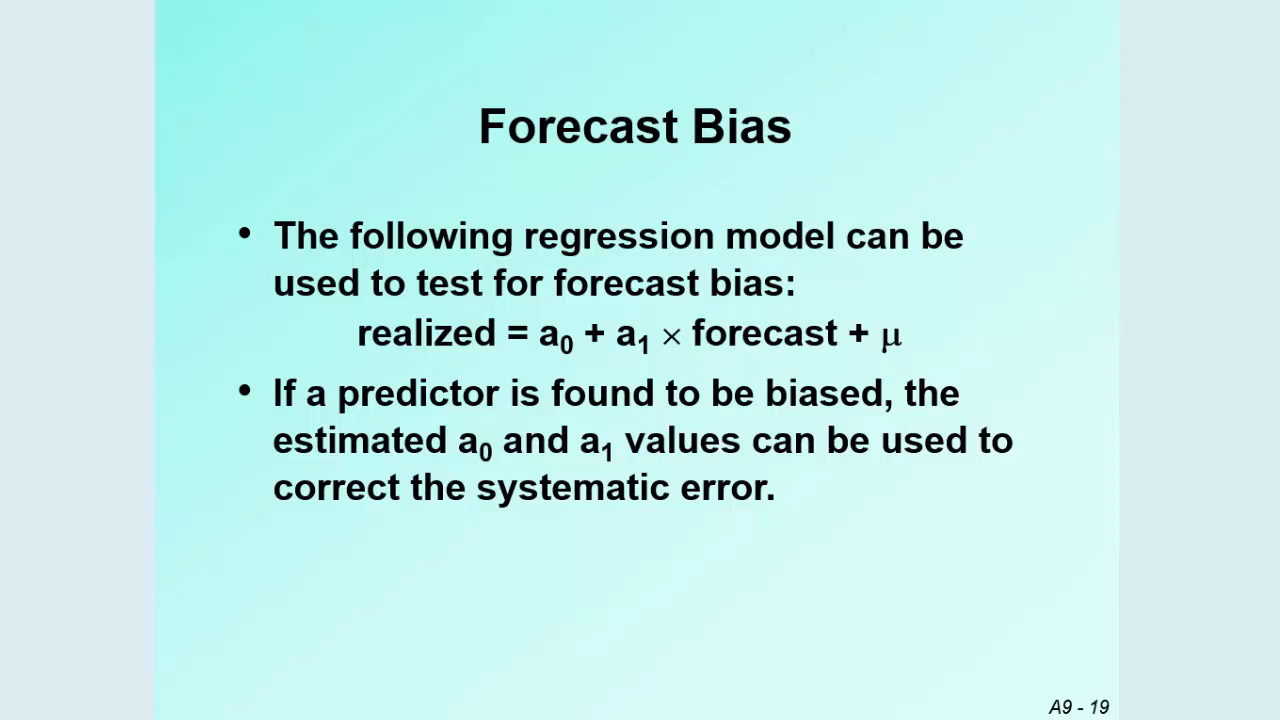 Forecast Bias
• The following regression model can be
used to test for forecast bias:
realized = a₀ + a₁ × forecast + μ
• If a predictor is found to be biased, the
estimated a₀ and a₁ values can be used to
correct the systematic error.
A9 - 19